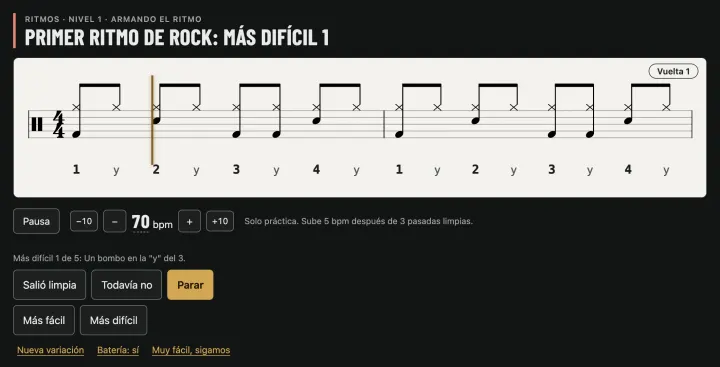 RITMOS · NIVEL 1 · ARMANDO EL RITMO
PRIMER RITMO DE ROCK: MÁS DIFÍCIL 1
Vuelta 1
4
4
1 y 2 y 3 y 4 y 1 y 2 y 3 y 4 y
Pausa −10 − 70 bpm + +10 Solo práctica. Sube 5 bpm después de 3 pasadas limpias.
Más difícil 1 de 5: Un bombo en la "y" del 3.
Salió limpia Todavía no Parar
Más fácil Más difícil
Nueva variación Batería: sí Muy fácil, sigamos